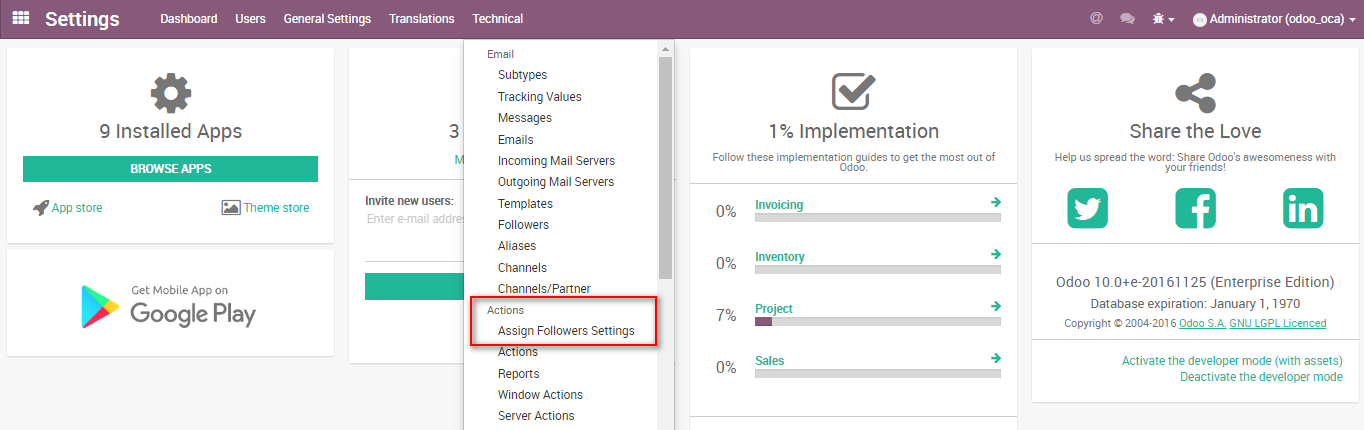 Settings
Dashboard Users General Settings Translations Technical
@ Administrator (odoo_oca)
9 Installed Apps
BROWSE APPS
App store Theme store
GET MOBILE APP ON
Google Play
3
M
Invite new users:
Enter e-mail addres
Email
Subtypes
Tracking Values
Messages
Emails
Incoming Mail Servers
Outgoing Mail Servers
Templates
Followers
Aliases
Channels
Channels/Partner
Actions
Assign Followers Settings
Actions
Reports
Window Actions
Server Actions
1% Implementation
Follow these implementation guides to get the most out of
Odoo.
0% Invoicing
0% Inventory
7% Project
0% Sales
Share the Love
Help us spread the word: Share Odoo's awesomeness with
your friends!
Odoo 10.0+e-20161125 (Enterprise Edition)
Database expiration: January 1, 1970
Copyright © 2004-2016 Odoo S.A. GNU LGPL Licenced
Activate the developer mode (with assets)
Deactivate the developer mode